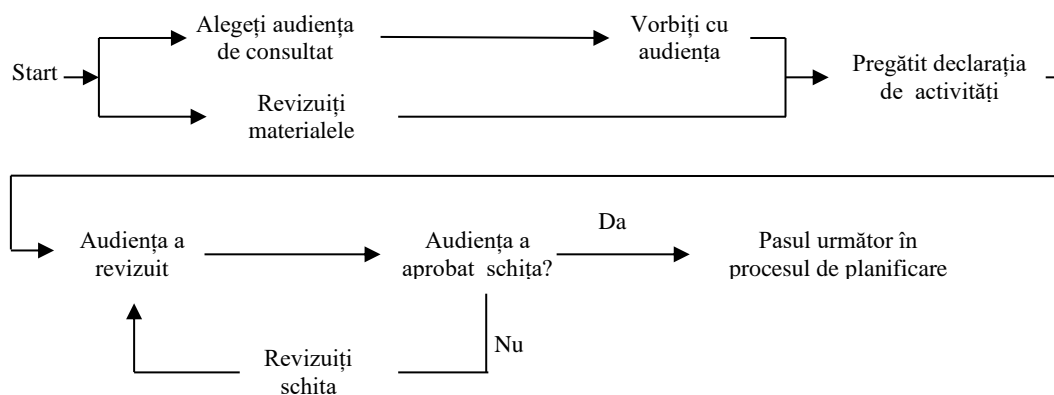 Alegeți audiența
de consultat
Vorbiți cu
audiența
Start
Revizuiți
materialele
Pregătit declarația
de activități
Audiența a
revizuit
Audiența a
aprobat schița?
Da
Pasul următor în
procesul de planificare
Nu
Revizuiți
schita